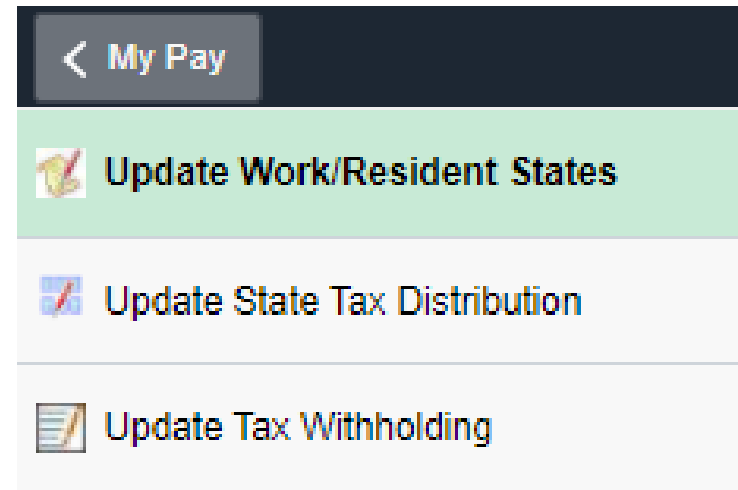 My Pay
Update Work/Resident States
Update State Tax Distribution
Update Tax Withholding